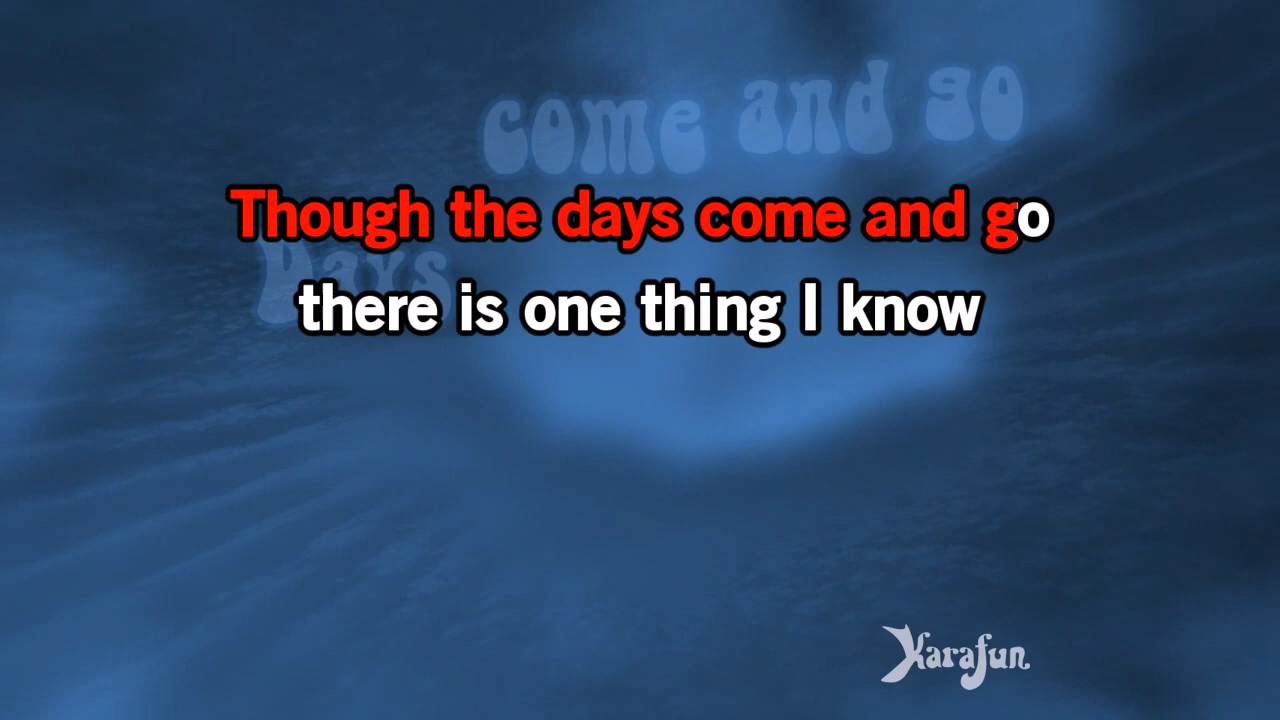 come and go
Though the days come and go
Days
there is one thing I know
Karafun